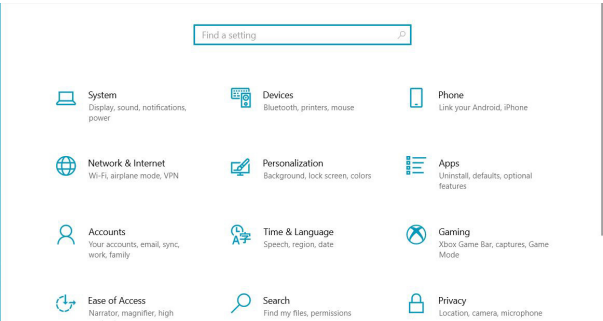 Find a setting
System
Display, sound, notifications,
power
Devices
Bluetooth, printers, mouse
Phone
Link your Android, iPhone
Network & Internet
Wi-Fi, airplane mode, VPN
Personalization
Background, lock screen, colors
Apps
Uninstall, defaults, optional
features
Accounts
Your accounts, email, sync,
work, family
Time & Language
Speech, region, date
Gaming
Xbox Game Bar, captures, Game
Mode
Ease of Access
Narrator, magnifier, high
Search
Find my files, permissions
Privacy
Location, camera, microphone